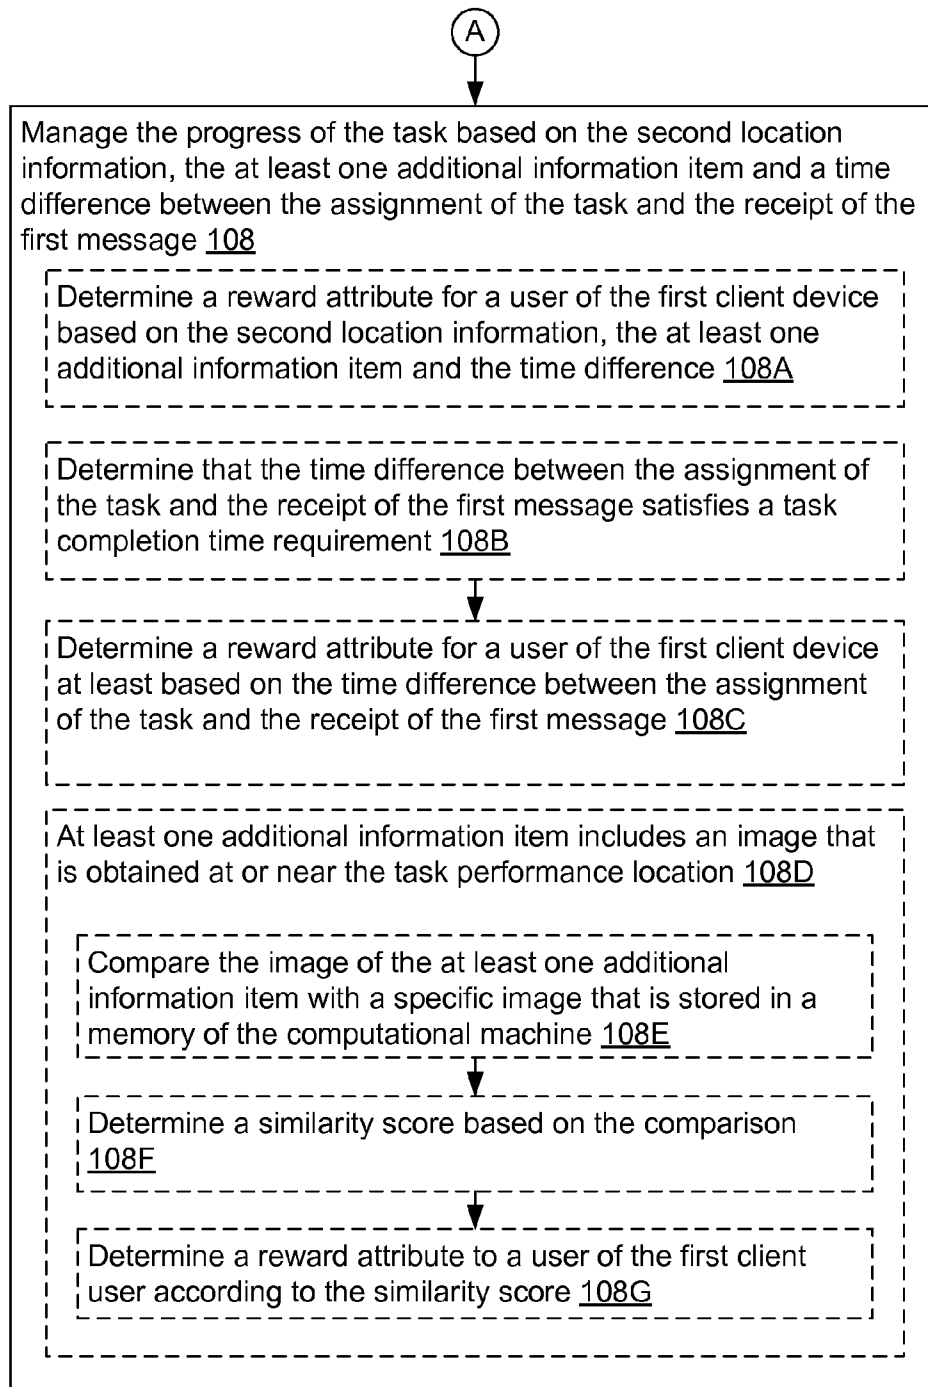 A
Manage the progress of the task based on the second location
information, the at least one additional information item and a time
difference between the assignment of the task and the receipt of the
first message 108
Determine a reward attribute for a user of the first client device
based on the second location information, the at least one
additional information item and the time difference 108A
Determine that the time difference between the assignment of
the task and the receipt of the first message satisfies a task
completion time requirement 108B
Determine a reward attribute for a user of the first client device
at least based on the time difference between the assignment
of the task and the receipt of the first message 108C
At least one additional information item includes an image that
is obtained at or near the task performance location 108D
Compare the image of the at least one additional
information item with a specific image that is stored in a
memory of the computational machine 108E
Determine a similarity score based on the comparison
108F
Determine a reward attribute to a user of the first client
user according to the similarity score 108G